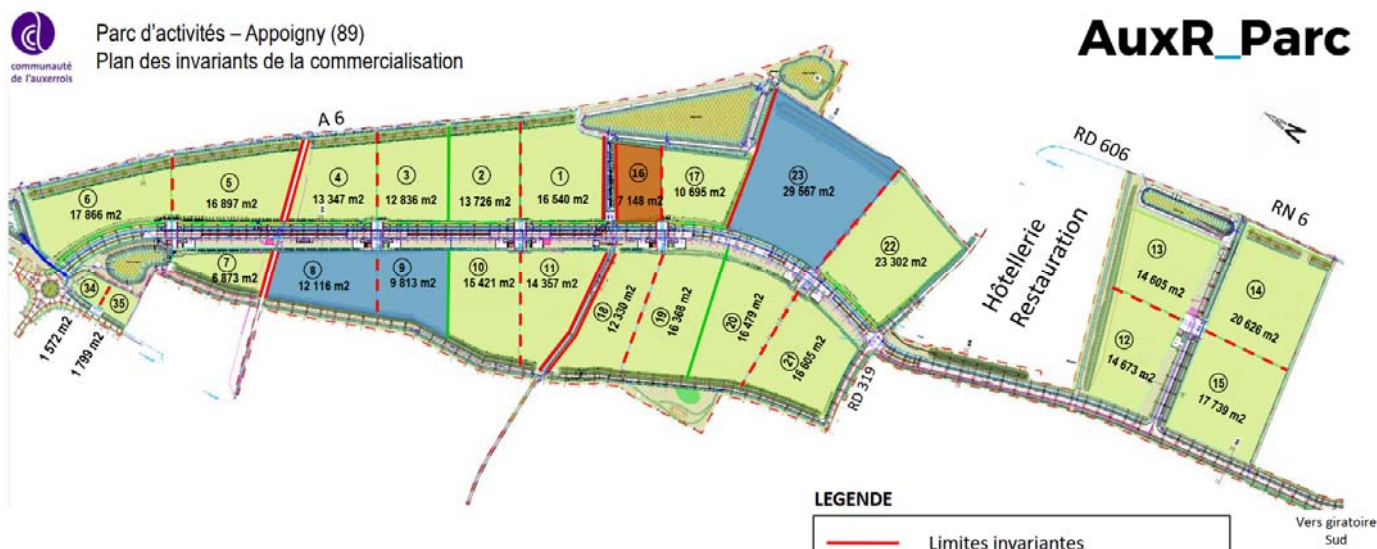 communauté
de l'auxerrois
Parc d'activités – Appoigny (89)
Plan des invariants de la commercialisation
AuxR_Parc
A 6
RD 606
RN 6
N
6
17 866 m2
5
16 897 m2
4
13 347 m2
3
12 836 m2
2
13 726 m2
1
16 540 m2
16
7 148 m2
17
10 695 m2
23
29 567 m2
22
23 302 m2
Hôtellerie
Restauration
13
14 605 m2
14
20 626 m2
12
14 673 m2
15
17 739 m2
34
35
1 572 m2
1 799 m2
7
6 873 m2
8
12 116 m2
9
9 813 m2
10
15 421 m2
11
14 357 m2
18
12 330 m2
19
16 368 m2
20
16 479 m2
21
16 605 m2
RD 319
LEGENDE
Limites invariantes
Vers giratoire
Sud